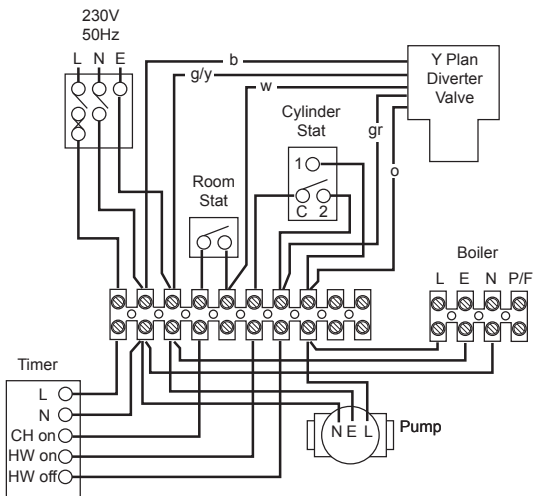 230V
50Hz
L N E
b
g/y
w
Y Plan
Diverter
Valve
Cylinder
Stat
gr
o
1
C 2
Room
Stat
Boiler
L E N P/F
Timer
L
N
CH on
HW on
HW off
N E L
Pump